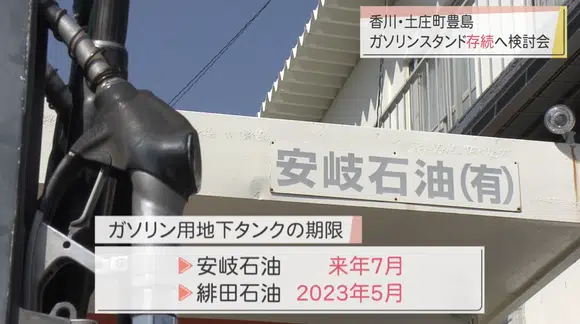 香川・土庄町豊島
ガソリンスタンド存続へ検討会
安岐石油(有)
ガソリン用地下タンクの期限
▶安岐石油 来年7月
▶緋田石油 2023年5月